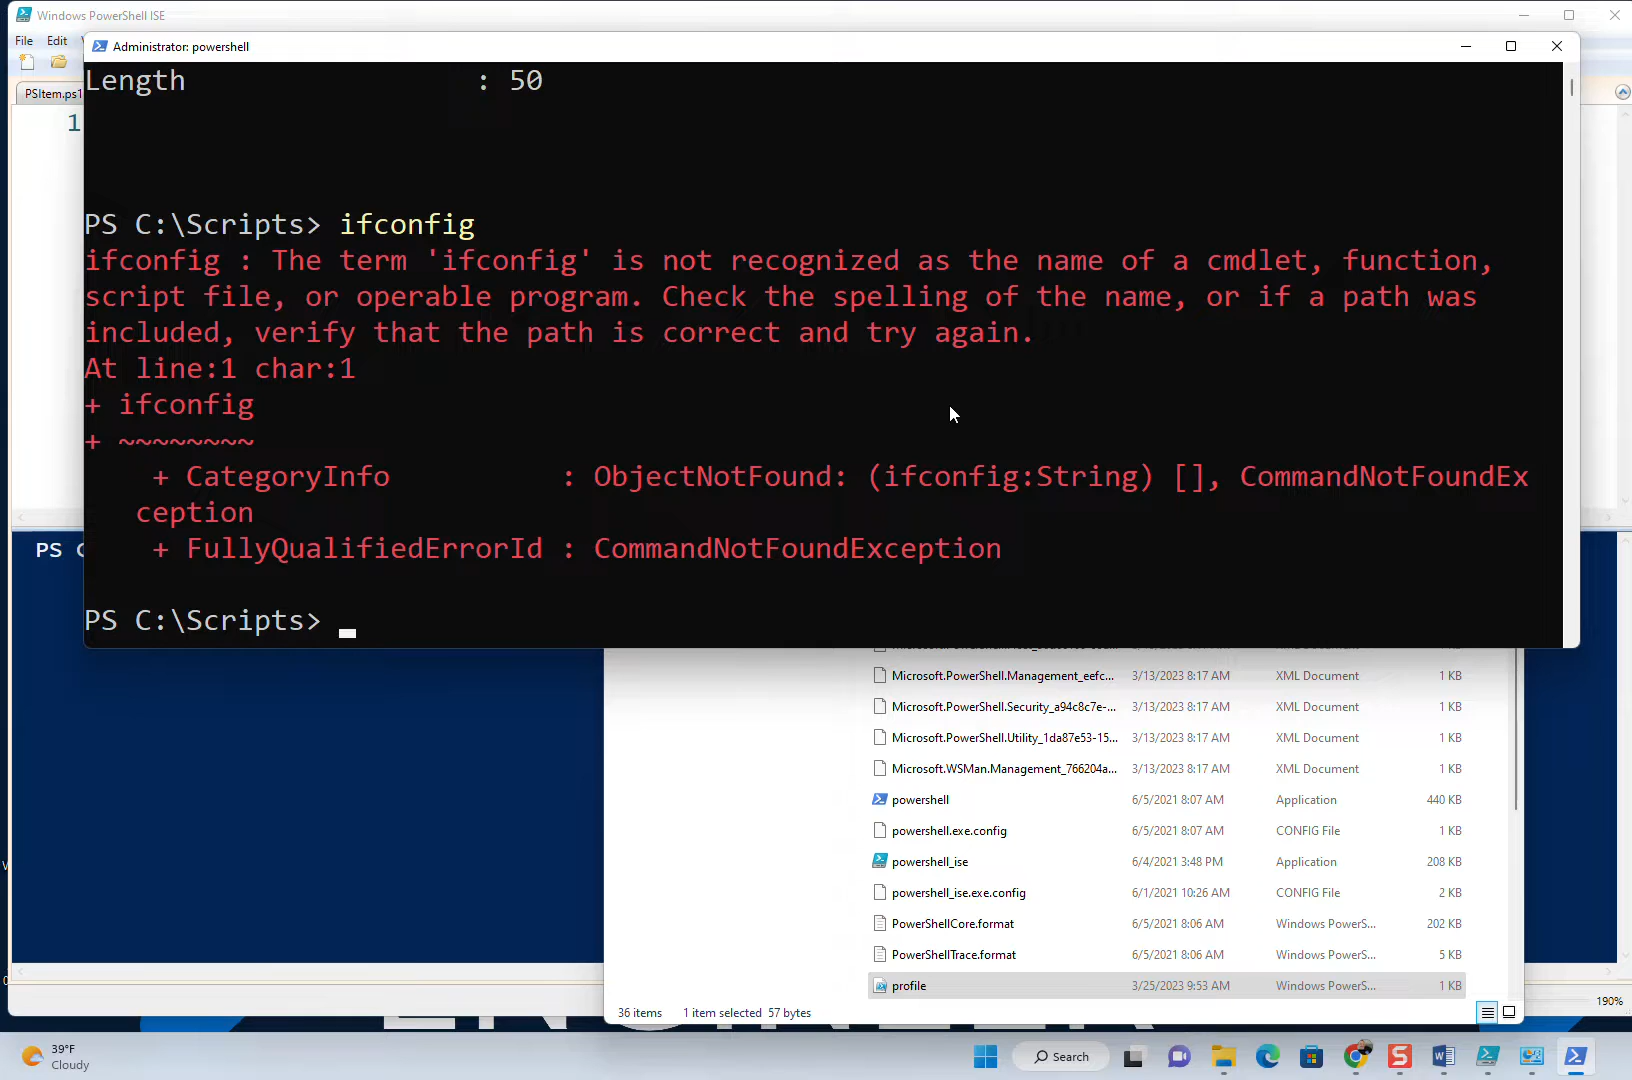 Windows PowerShell ISE
File Edit
Administrator: powershell
PSItem.ps1
1
Length : 50
PS C:\Scripts> ifconfig
ifconfig : The term 'ifconfig' is not recognized as the name of a cmdlet, function,
script file, or operable program. Check the spelling of the name, or if a path was
included, verify that the path is correct and try again.
At line:1 char:1
+ ifconfig
+ ~~~~~~~~
+ CategoryInfo : ObjectNotFound: (ifconfig:String) [], CommandNotFoundEx
ception
+ FullyQualifiedErrorId : CommandNotFoundException
PS C:\Scripts>
PS C
Microsoft.PowerShell.Management_eefc... 3/13/2023 8:17 AM XML Document 1 KB
Microsoft.PowerShell.Security_a94c8c7e-... 3/13/2023 8:17 AM XML Document 1 KB
Microsoft.PowerShell.Utility_1da87e53-15... 3/13/2023 8:17 AM XML Document 1 KB
Microsoft.WSMan.Management_766204a... 3/13/2023 8:17 AM XML Document 1 KB
powershell 6/5/2021 8:07 AM Application 440 KB
powershell.exe.config 6/5/2021 8:07 AM CONFIG File 1 KB
powershell_ise 6/4/2021 3:48 PM Application 208 KB
powershell_ise.exe.config 6/1/2021 10:26 AM CONFIG File 2 KB
PowerShellCore.format 6/5/2021 8:06 AM Windows PowerS... 202 KB
PowerShellTrace.format 6/5/2021 8:06 AM Windows PowerS... 5 KB
profile 3/25/2023 9:53 AM Windows PowerS... 1 KB
36 items 1 item selected 57 bytes
190%
39°F
Cloudy
Search